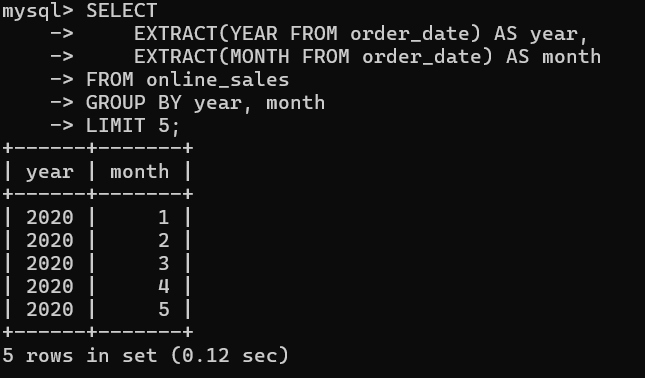 mysql> SELECT
    ->     EXTRACT(YEAR FROM order_date) AS year,
    ->     EXTRACT(MONTH FROM order_date) AS month
    -> FROM online_sales
    -> GROUP BY year, month
    -> LIMIT 5;
+------+-------+
| year | month |
+------+-------+
| 2020 |     1 |
| 2020 |     2 |
| 2020 |     3 |
| 2020 |     4 |
| 2020 |     5 |
+------+-------+
5 rows in set (0.12 sec)